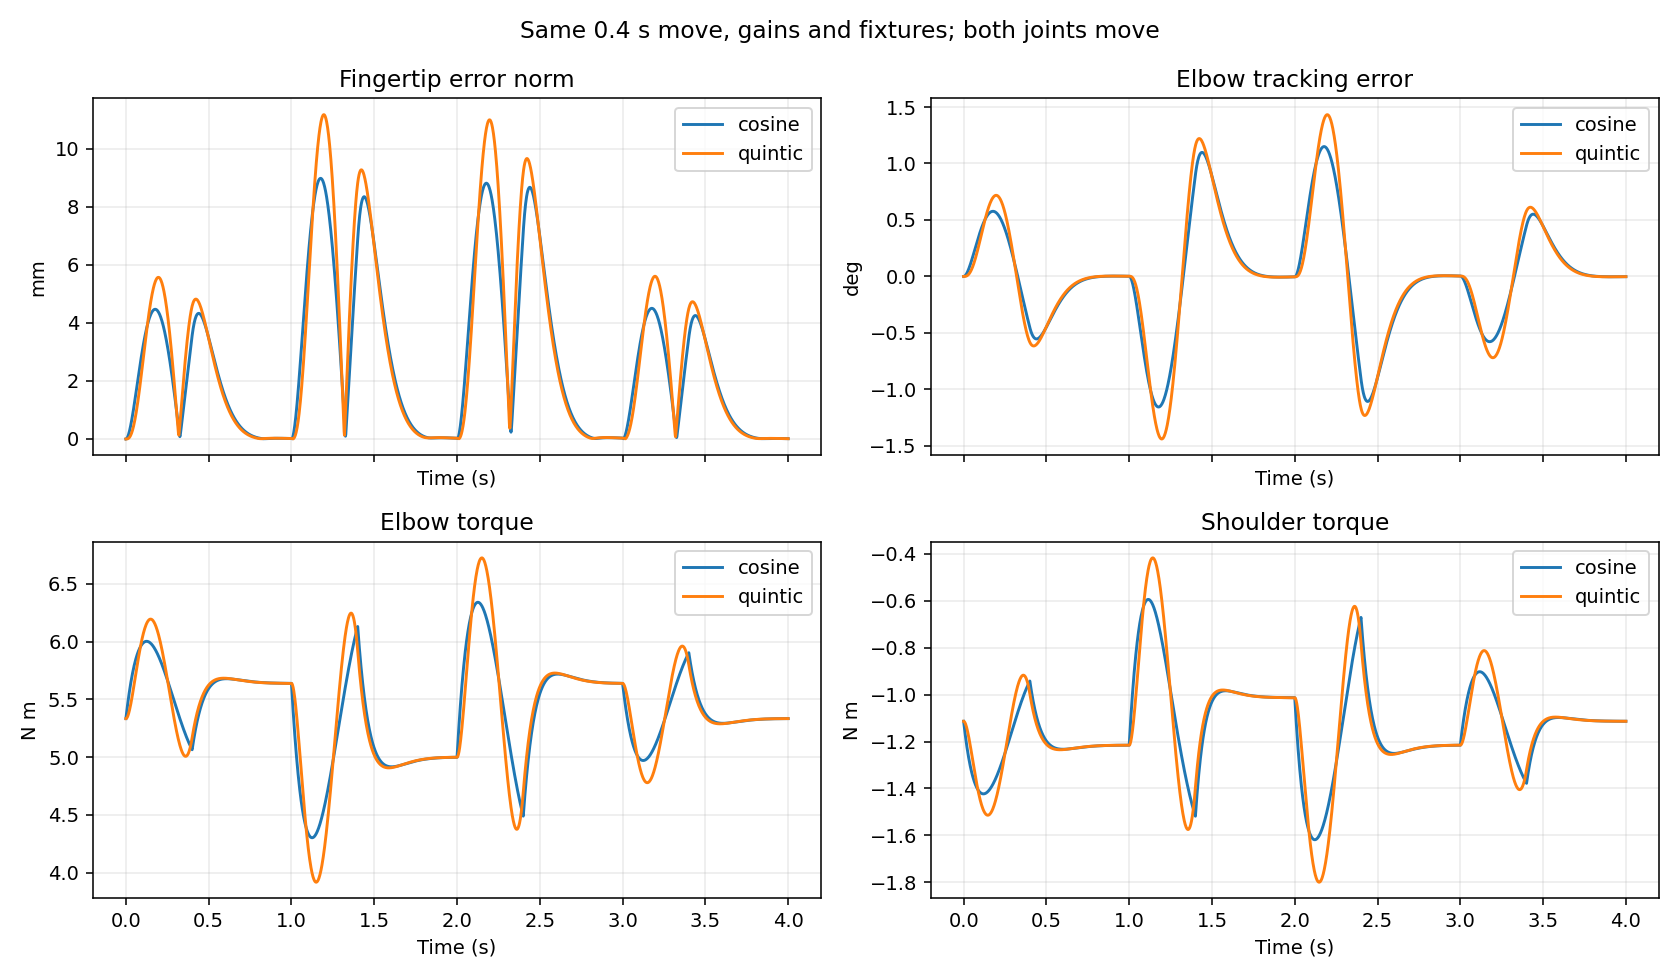 Same 0.4 s move, gains and fixtures; both joints move
Fingertip error norm
mm
10
8
6
4
2
0
cosine
quintic
Time (s)
Elbow tracking error
deg
1.5
1.0
0.5
0.0
−0.5
−1.0
−1.5
cosine
quintic
Time (s)
Elbow torque
N m
6.5
6.0
5.5
5.0
4.5
4.0
cosine
quintic
0.0 0.5 1.0 1.5 2.0 2.5 3.0 3.5 4.0
Time (s)
Shoulder torque
N m
−0.4
−0.6
−0.8
−1.0
−1.2
−1.4
−1.6
−1.8
cosine
quintic
0.0 0.5 1.0 1.5 2.0 2.5 3.0 3.5 4.0
Time (s)